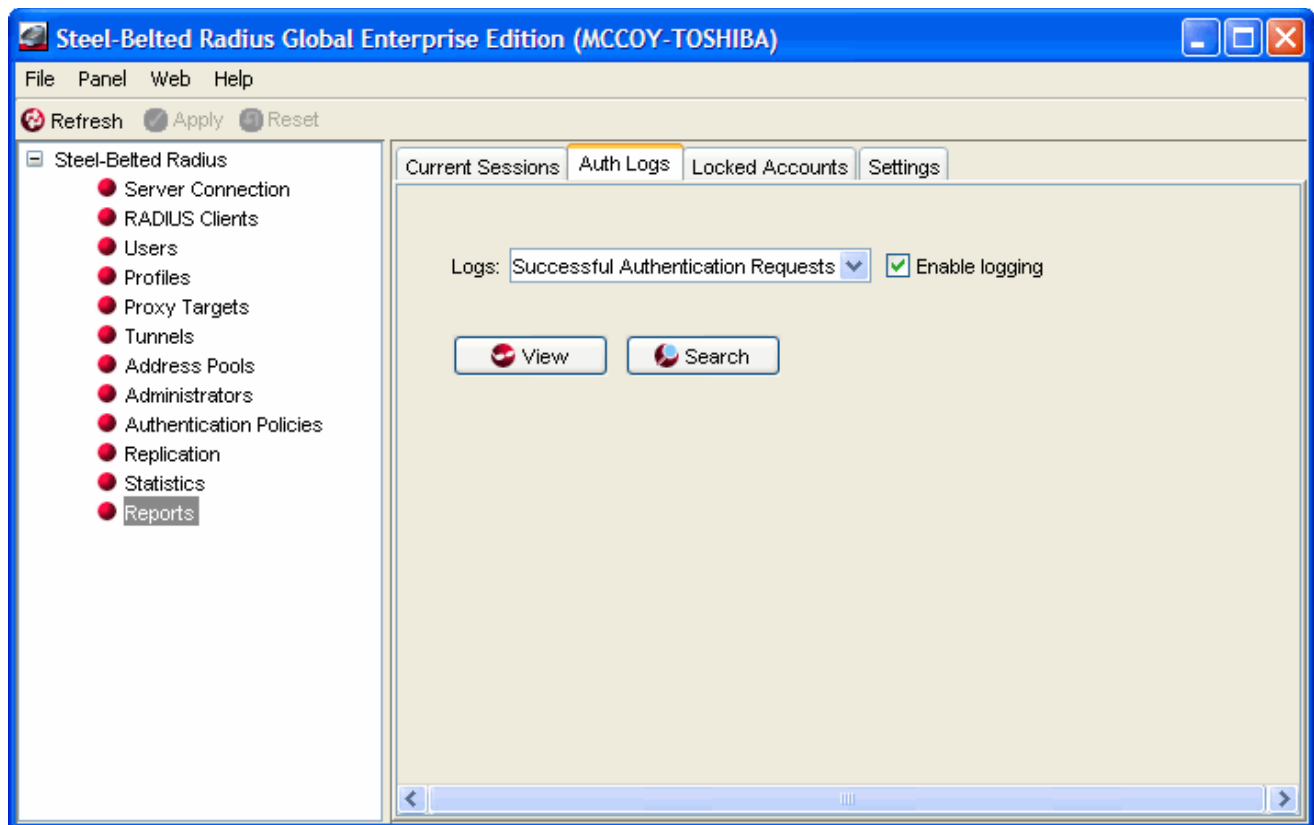 Steel-Belted Radius Global Enterprise Edition (MCCOY-TOSHIBA)
File Panel Web Help
Refresh Apply Reset
Steel-Belted Radius
Server Connection
RADIUS Clients
Users
Profiles
Proxy Targets
Tunnels
Address Pools
Administrators
Authentication Policies
Replication
Statistics
Reports
Current Sessions Auth Logs Locked Accounts Settings
Logs: Successful Authentication Requests Enable logging
View Search